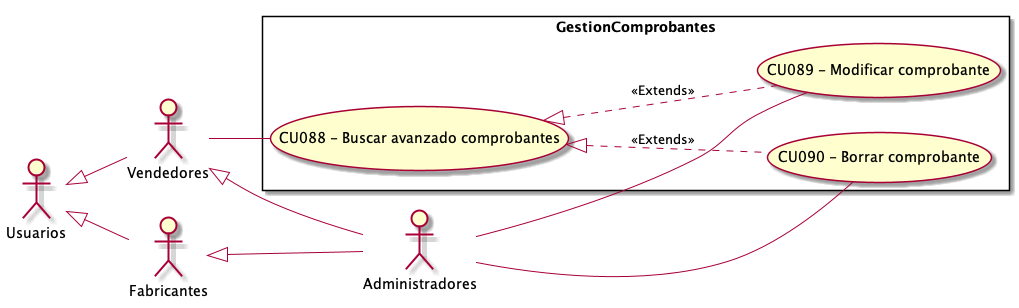 GestionComprobantes
CU089 – Modificar comprobante
«Extends»
CU088 – Buscar avanzado comprobantes
«Extends»
CU090 – Borrar comprobante
Vendedores
Usuarios
Administradores
Fabricantes